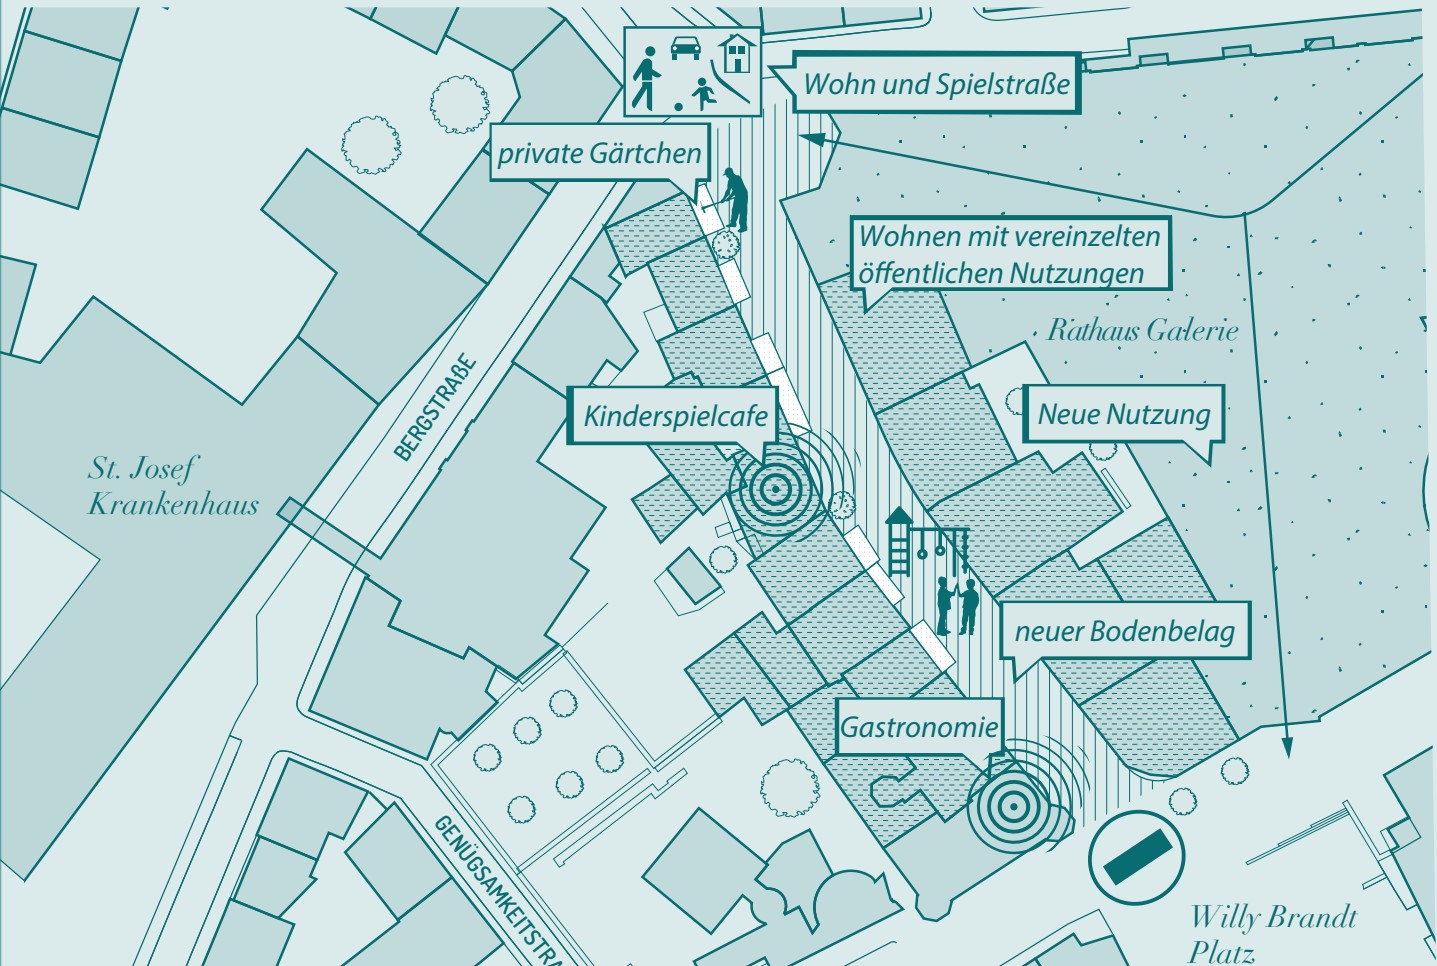 Wohn und Spielstraße
private Gärtchen
Wohnen mit vereinzelten
öffentlichen Nutzungen
Rathaus Galerie
BERGSTRAßE
Kinderspielcafe
Neue Nutzung
St. Josef
Krankenhaus
neuer Bodenbelag
Gastronomie
GENÜGSAMKEITSTRA
Willy Brandt
Platz